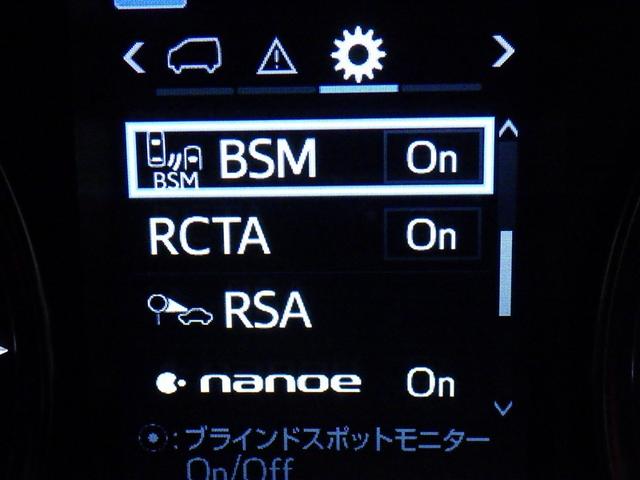 BSM BSM On
RCTA On
RSA
nanoe On
:ブラインドスポットモニター
On/Off